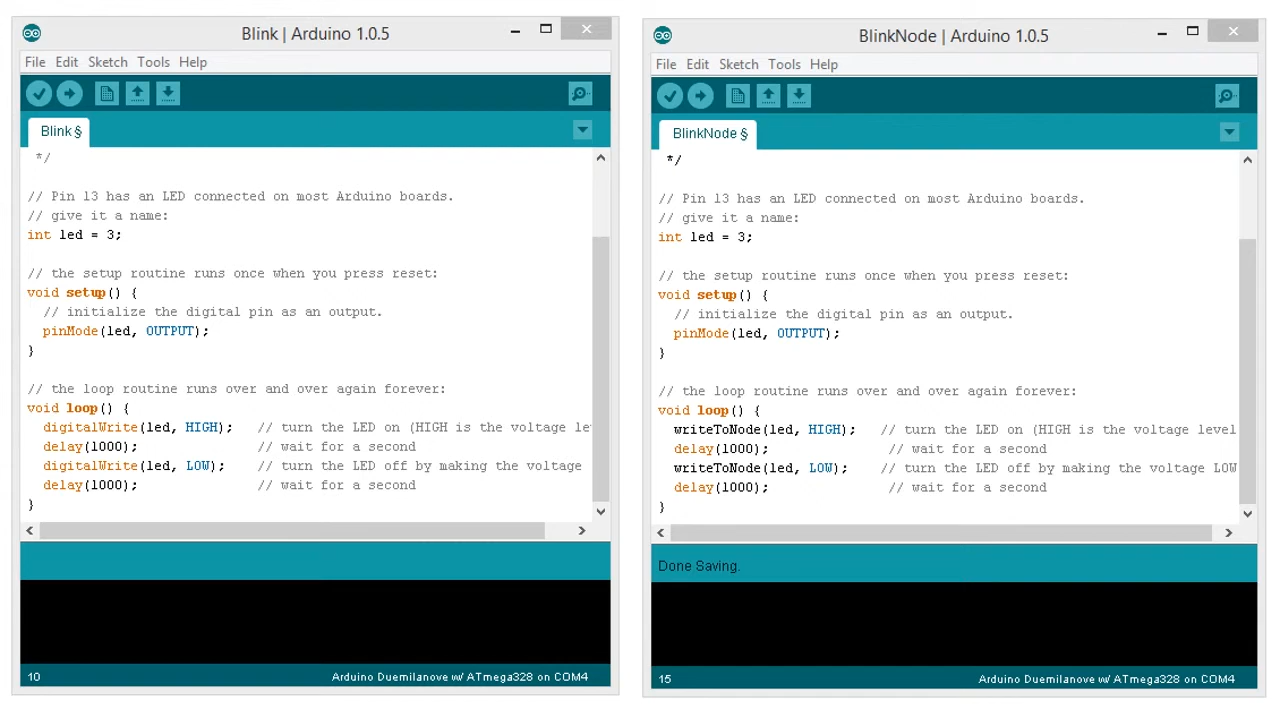 Blink | Arduino 1.0.5
File Edit Sketch Tools Help
Blink §
*/
// Pin 13 has an LED connected on most Arduino boards.
// give it a name:
int led = 3;
// the setup routine runs once when you press reset:
void setup() {
// initialize the digital pin as an output.
pinMode(led, OUTPUT);
}
// the loop routine runs over and over again forever:
void loop() {
digitalWrite(led, HIGH); // turn the LED on (HIGH is the voltage le
delay(1000); // wait for a second
digitalWrite(led, LOW); // turn the LED off by making the voltage
delay(1000); // wait for a second
}
10 Arduino Duemilanove w/ ATmega328 on COM4
BlinkNode | Arduino 1.0.5
File Edit Sketch Tools Help
BlinkNode §
*/
// Pin 13 has an LED connected on most Arduino boards.
// give it a name:
int led = 3;
// the setup routine runs once when you press reset:
void setup() {
// initialize the digital pin as an output.
pinMode(led, OUTPUT);
}
// the loop routine runs over and over again forever:
void loop() {
writeToNode(led, HIGH); // turn the LED on (HIGH is the voltage level
delay(1000); // wait for a second
writeToNode(led, LOW); // turn the LED off by making the voltage LOW
delay(1000); // wait for a second
}
Done Saving.
15 Arduino Duemilanove w/ ATmega328 on COM4